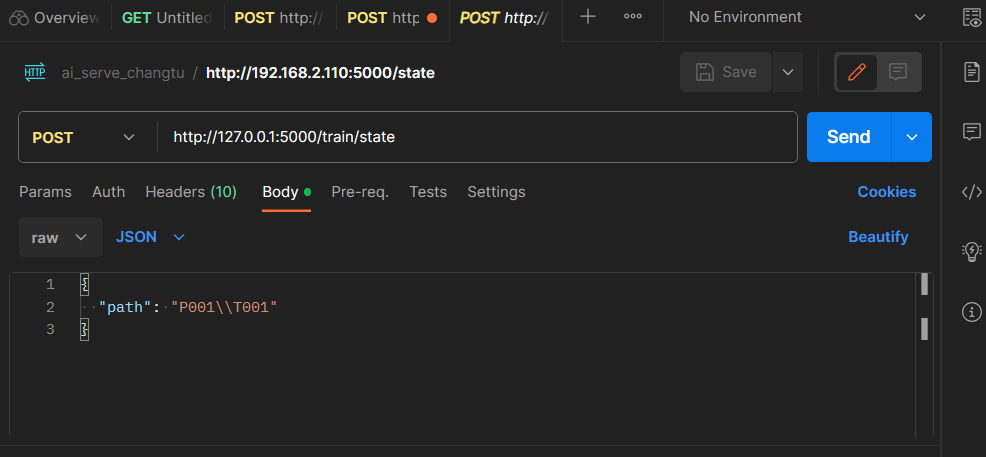 Overview GET Untitled POST http:// POST http POST http:// No Environment
HTTP ai_serve_changtu / http://192.168.2.110:5000/state Save
POST http://127.0.0.1:5000/train/state Send
Params Auth Headers (10) Body Pre-req. Tests Settings Cookies
raw JSON Beautify
1 {
2 "path": "P001\\T001"
3 }